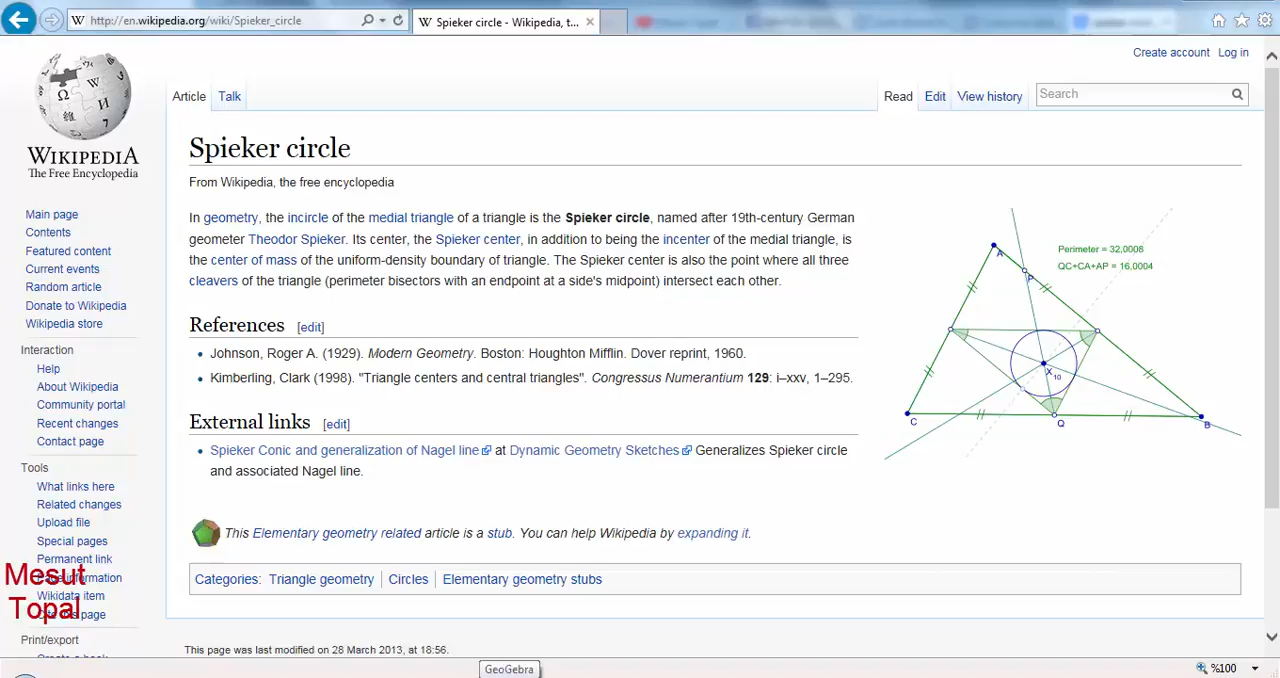 http://en.wikipedia.org/wiki/Spieker_circle
W Spieker circle - Wikipedia, t...
Create account Log in
Article Talk Read Edit View history Search
WIKIPEDIA
The Free Encyclopedia
Spieker circle
From Wikipedia, the free encyclopedia
In geometry, the incircle of the medial triangle of a triangle is the Spieker circle, named after 19th-century German
geometer Theodor Spieker. Its center, the Spieker center, in addition to being the incenter of the medial triangle, is
the center of mass of the uniform-density boundary of triangle. The Spieker center is also the point where all three
cleavers of the triangle (perimeter bisectors with an endpoint at a side's midpoint) intersect each other.
References [edit]
• Johnson, Roger A. (1929). Modern Geometry. Boston: Houghton Mifflin. Dover reprint, 1960.
• Kimberling, Clark (1998). "Triangle centers and central triangles". Congressus Numerantium 129: i–xxv, 1–295.
External links [edit]
• Spieker Conic and generalization of Nagel line at Dynamic Geometry Sketches Generalizes Spieker circle
and associated Nagel line.
This Elementary geometry related article is a stub. You can help Wikipedia by expanding it.
Categories: Triangle geometry | Circles | Elementary geometry stubs
This page was last modified on 28 March 2013, at 18:56.
Perimeter = 32,0008
QC+CA+AP = 16,0004
A
P
X10
C
Q
B
Main page
Contents
Featured content
Current events
Random article
Donate to Wikipedia
Wikipedia store
Interaction
Help
About Wikipedia
Community portal
Recent changes
Contact page
Tools
What links here
Related changes
Upload file
Special pages
Permanent link
Page information
Wikidata item
Cite this page
Print/export
Mesut
Topal
GeoGebra
%100